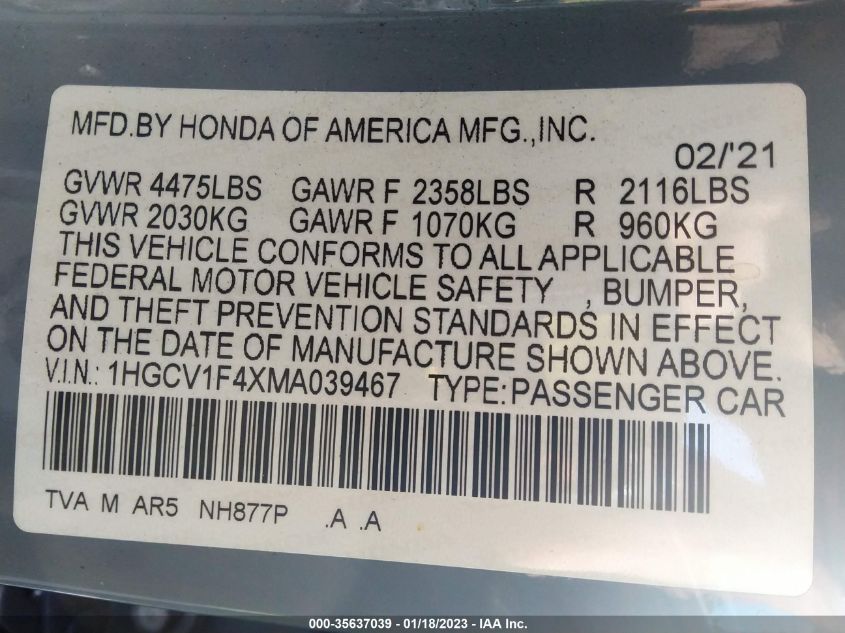 MFD.BY HONDA OF AMERICA MFG.,INC.
02/'21
GVWR 4475LBS GAWR F 2358LBS R 2116LBS
GVWR 2030KG GAWR F 1070KG R 960KG
THIS VEHICLE CONFORMS TO ALL APPLICABLE
FEDERAL MOTOR VEHICLE SAFETY , BUMPER,
AND THEFT PREVENTION STANDARDS IN EFFECT
ON THE DATE OF MANUFACTURE SHOWN ABOVE.
V.I.N.: 1HGCV1F4XMA039467 TYPE:PASSENGER CAR
TVA M AR5 NH877P .A .A
000-35637039 - 01/18/2023 - IAA Inc.